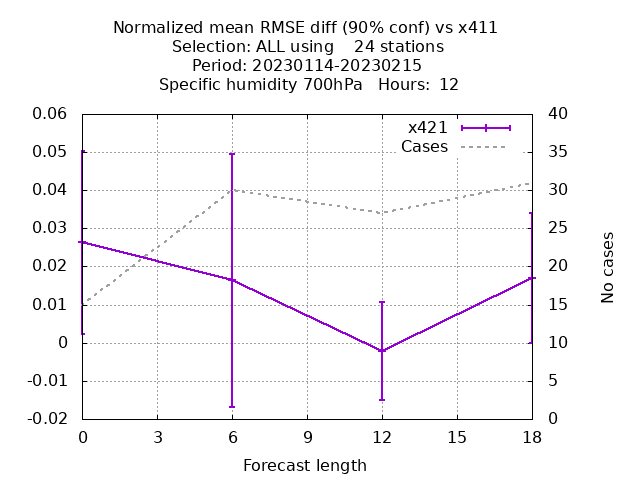 Normalized mean RMSE diff (90% conf) vs x411
Selection: ALL using    24 stations
Period: 20230114-20230215
Specific humidity 700hPa   Hours:  12
0.06
0.05
0.04
0.03
0.02
0.01
0
-0.01
-0.02
x421
Cases
40
35
30
25
20
15
10
5
0
No cases
0 3 6 9 12 15 18
Forecast length